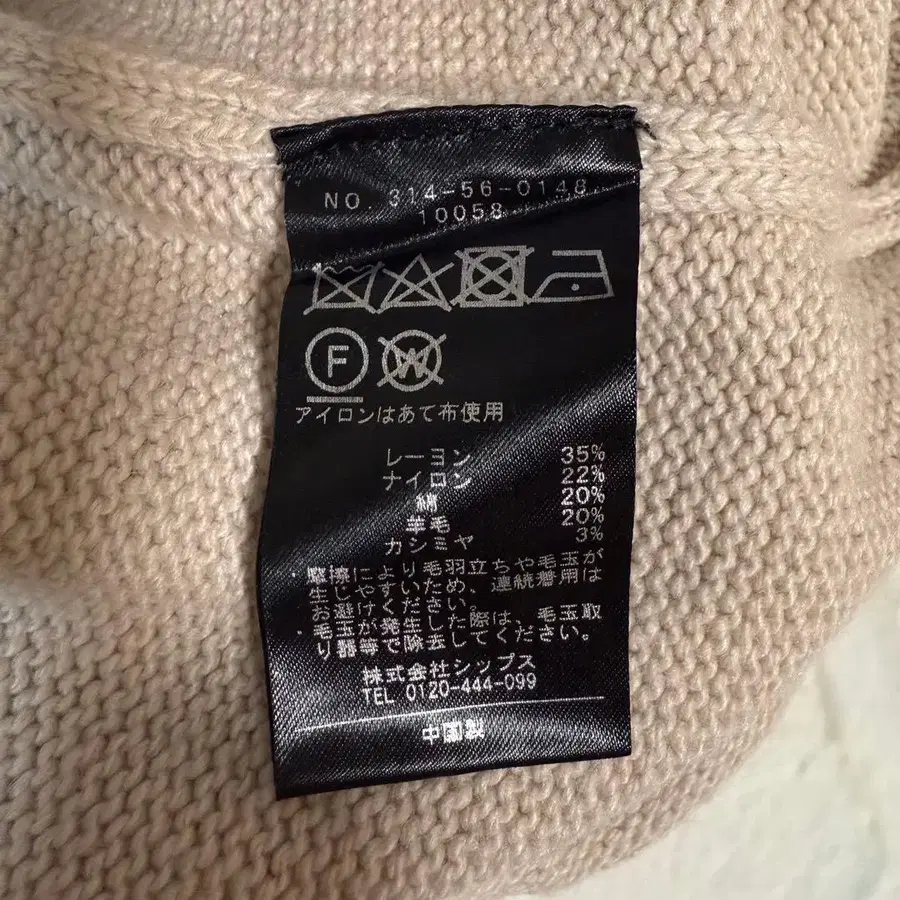 NO. 314-56-0148
10058
F W
アイロンはあて布使用
レーヨン 35%
ナイロン 22%
綿 20%
羊毛 20%
カシミヤ 3%
摩擦により毛羽立ちや毛玉が
生じやすいため、連続着用は
お避けください。
毛玉が発生した際は、毛玉取
り器等で除去してください。
株式会社シップス
TEL 0120-444-099
中国製